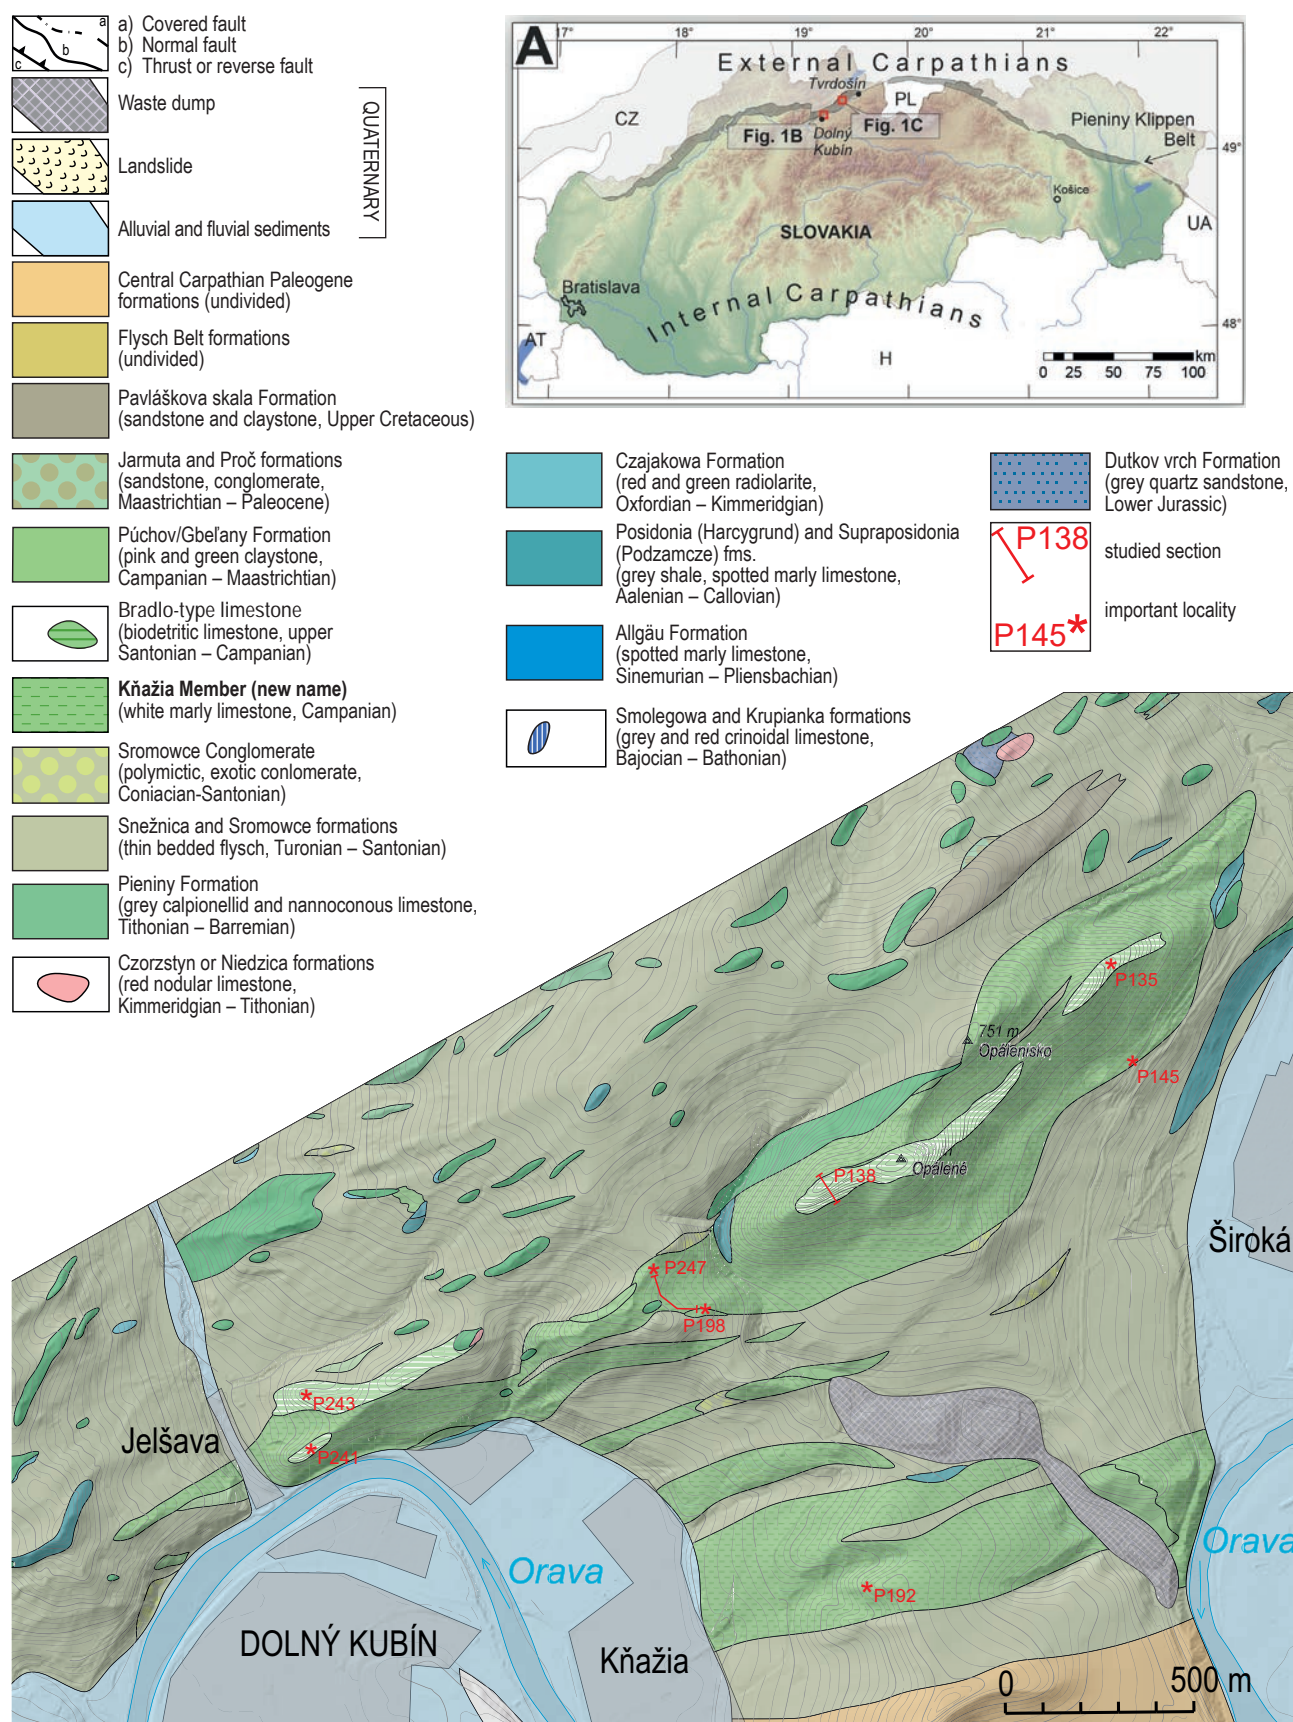 a
b
c
a) Covered fault
b) Normal fault
c) Thrust or reverse fault
Waste dump
Landslide
Alluvial and fluvial sediments
QUATERNARY
Central Carpathian Paleogene
formations (undivided)
Flysch Belt formations
(undivided)
Pavláškova skala Formation
(sandstone and claystone, Upper Cretaceous)
Jarmuta and Proč formations
(sandstone, conglomerate,
Maastrichtian – Paleocene)
Púchov/Gbeľany Formation
(pink and green claystone,
Campanian – Maastrichtian)
Bradlo-type limestone
(biodetritic limestone, upper
Santonian – Campanian)
Kňažia Member (new name)
(white marly limestone, Campanian)
Sromowce Conglomerate
(polymictic, exotic conlomerate,
Coniacian-Santonian)
Snežnica and Sromowce formations
(thin bedded flysch, Turonian – Santonian)
Pieniny Formation
(grey calpionellid and nannoconous limestone,
Tithonian – Barremian)
Czorzstyn or Niedzica formations
(red nodular limestone,
Kimmeridgian – Tithonian)
A
17°
18°
19°
20°
21°
22°
External Carpathians
Tvrdošín
PL
CZ
Fig. 1B
Dolný
Kubín
Fig. 1C
Pieniny Klippen
Belt
49°
Košice
UA
SLOVAKIA
Bratislava
Internal Carpathians
48°
AT
H
km
0 25 50 75 100
Czajakowa Formation
(red and green radiolarite,
Oxfordian – Kimmeridgian)
Posidonia (Harcygrund) and Supraposidonia
(Podzamcze) fms.
(grey shale, spotted marly limestone,
Aalenian – Callovian)
Allgäu Formation
(spotted marly limestone,
Sinemurian – Pliensbachian)
Smolegowa and Krupianka formations
(grey and red crinoidal limestone,
Bajocian – Bathonian)
Dutkov vrch Formation
(grey quartz sandstone,
Lower Jurassic)
P138
studied section
important locality
P145*
P135
751 m
Opálenisko
P145
Opálené
P138
Široká
P247
P198
P243
Jelšava
P241
Orava
Orava
P192
DOLNÝ KUBÍN
Kňažia
0 500 m